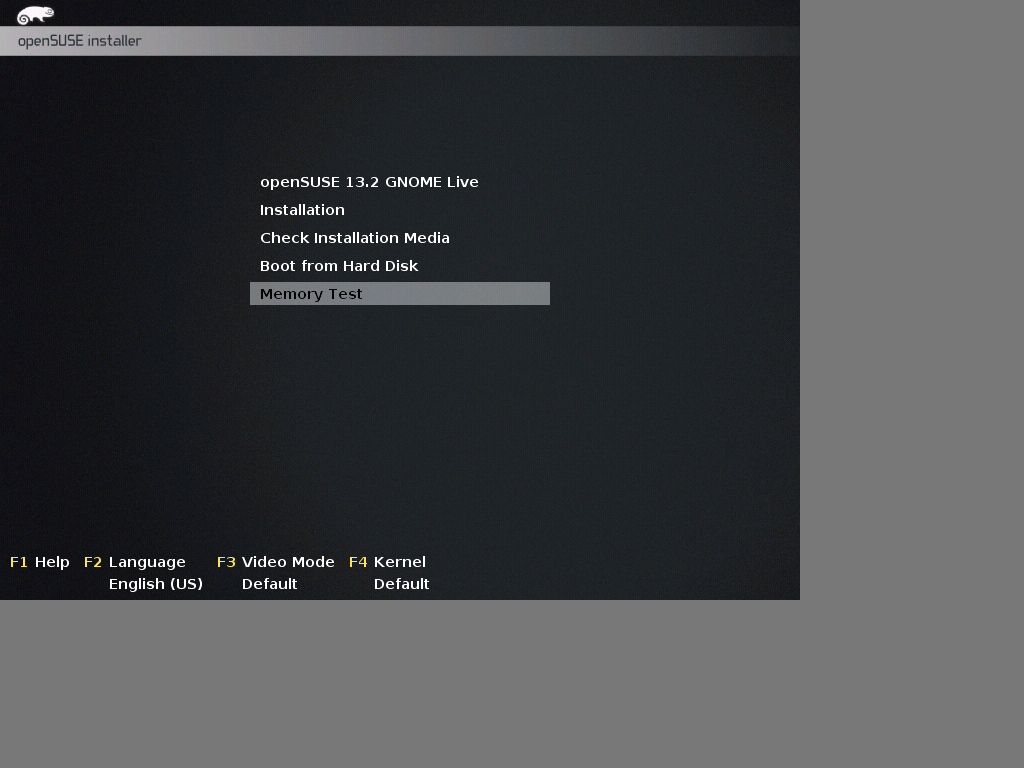 openSUSE installer
openSUSE 13.2 GNOME Live
Installation
Check Installation Media
Boot from Hard Disk
Memory Test
F1 Help F2 Language F3 Video Mode F4 Kernel
English (US) Default Default